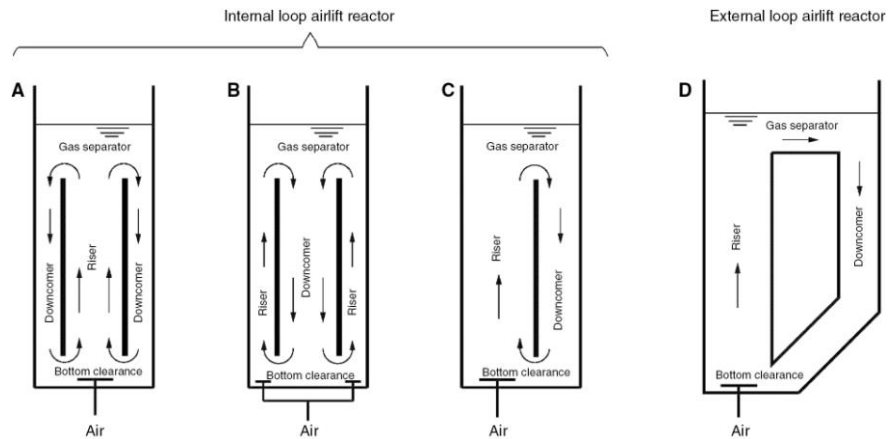 Internal loop airlift reactor
External loop airlift reactor
A
Gas separator
Downcomer
Riser
Downcomer
Bottom clearance
Air
B
Gas separator
Riser
Downcomer
Riser
Bottom clearance
Air
C
Gas separator
Riser
Downcomer
Bottom clearance
Air
D
Gas separator
Riser
Downcomer
Bottom clearance
Air